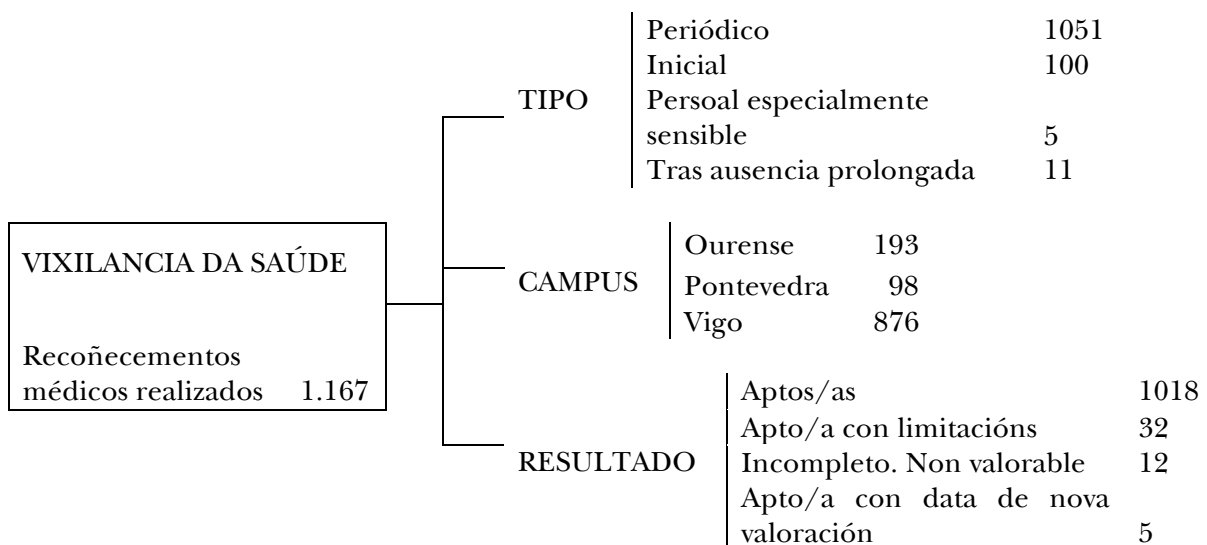 VIXILANCIA DA SAÚDE
Recoñecementos
médicos realizados 1.167
TIPO
Periódico 1051
Inicial 100
Persoal especialmente
sensible 5
Tras ausencia prolongada 11
CAMPUS
Ourense 193
Pontevedra 98
Vigo 876
RESULTADO
Aptos/as 1018
Apto/a con limitacións 32
Incompleto. Non valorable 12
Apto/a con data de nova
valoración 5